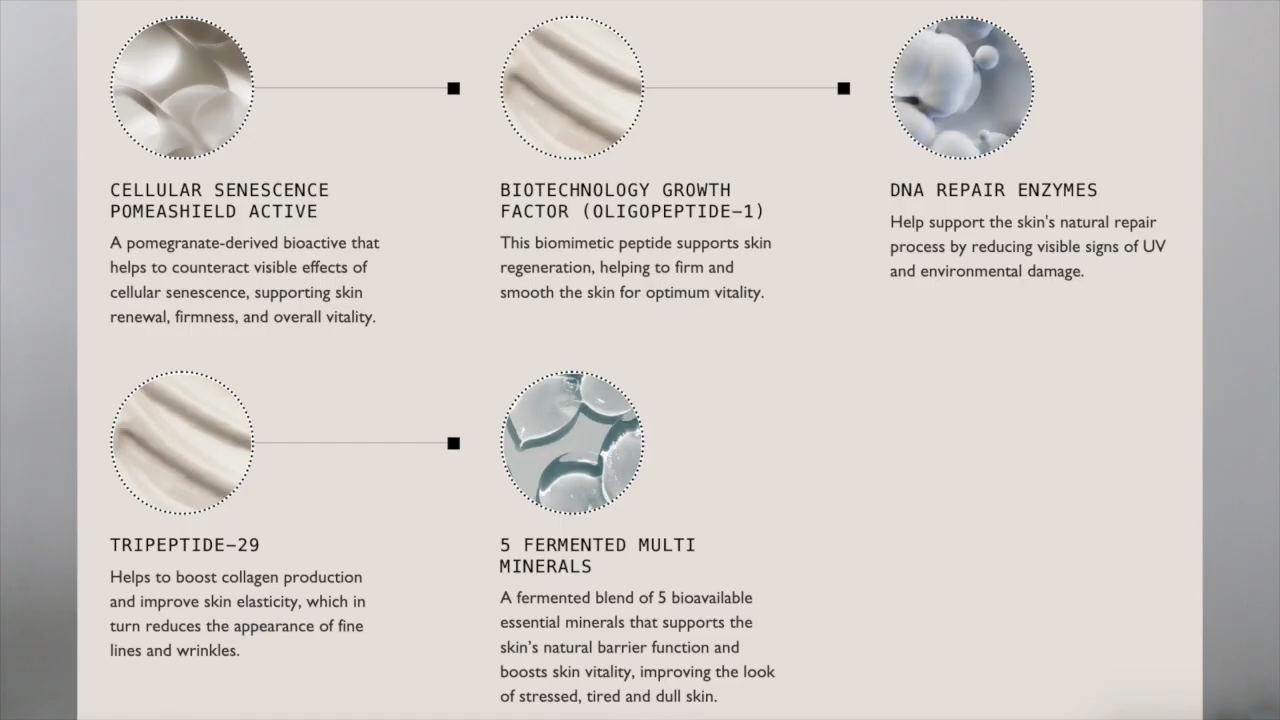 CELLULAR SENESCENCE
POMEASHIELD ACTIVE
A pomegranate-derived bioactive that
helps to counteract visible effects of
cellular senescence, supporting skin
renewal, firmness, and overall vitality.
BIOTECHNOLOGY GROWTH
FACTOR (OLIGOPEPTIDE-1)
This biomimetic peptide supports skin
regeneration, helping to firm and
smooth the skin for optimum vitality.
DNA REPAIR ENZYMES
Help support the skin's natural repair
process by reducing visible signs of UV
and environmental damage.
TRIPEPTIDE-29
Helps to boost collagen production
and improve skin elasticity, which in
turn reduces the appearance of fine
lines and wrinkles.
5 FERMENTED MULTI
MINERALS
A fermented blend of 5 bioavailable
essential minerals that supports the
skin’s natural barrier function and
boosts skin vitality, improving the look
of stressed, tired and dull skin.